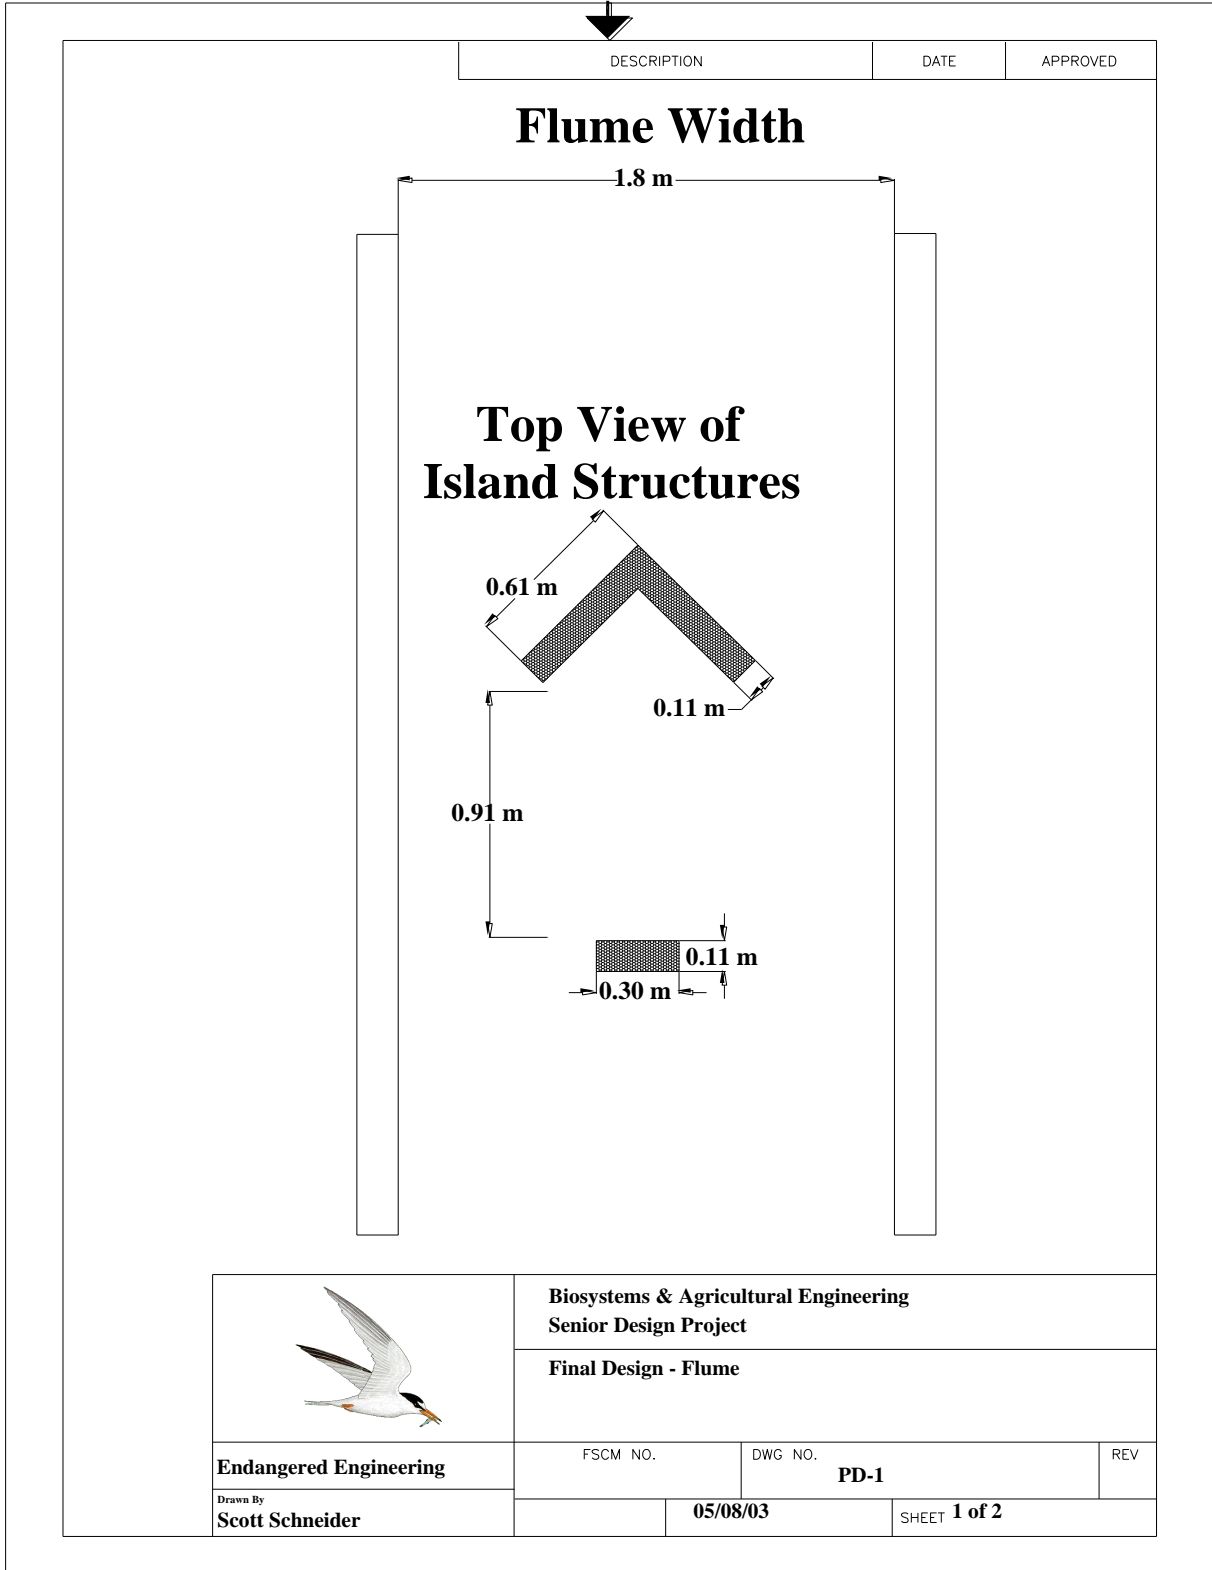 DESCRIPTION DATE APPROVED
Flume Width
1.8 m
Top View of
Island Structures
0.61 m
0.11 m
0.91 m
0.11 m
0.30 m
Biosystems & Agricultural Engineering
Senior Design Project
Final Design - Flume
Endangered Engineering
FSCM NO.
DWG NO.
PD-1
REV
Drawn By
Scott Schneider
05/08/03
SHEET 1 of 2